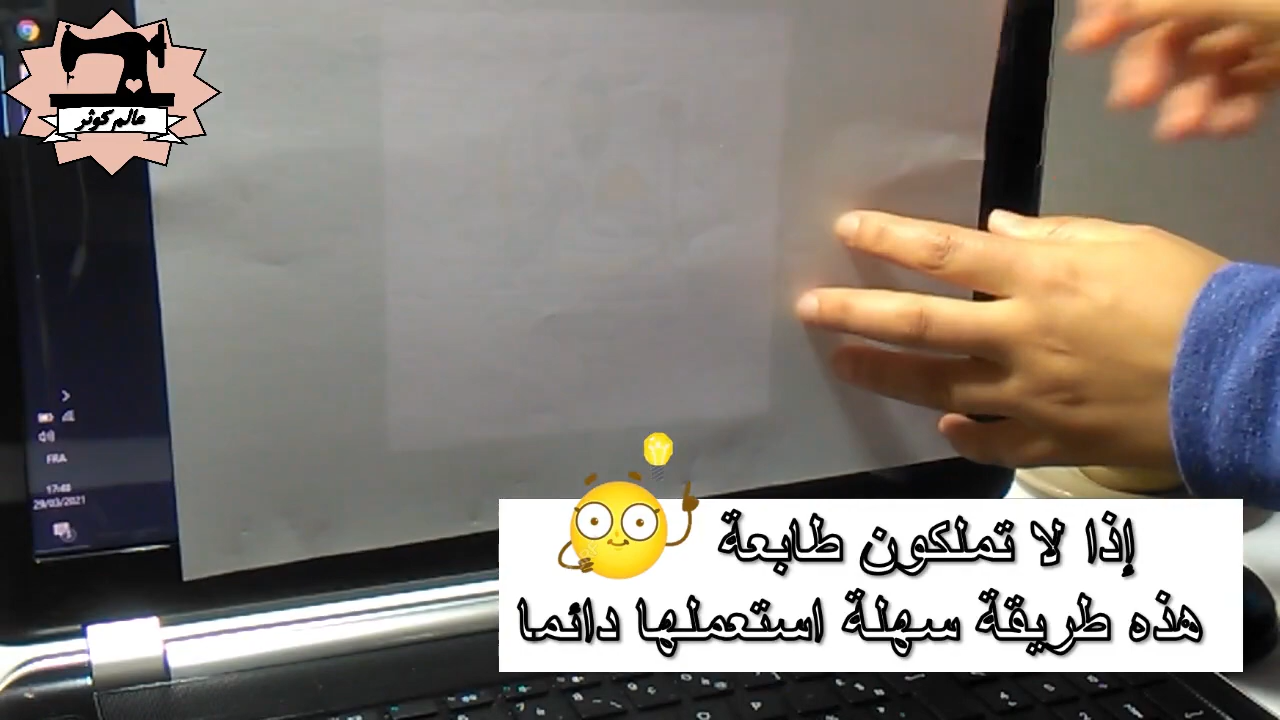 عالم كوثر
FRA
17:48
29/03/2021
إذا لا تملكون طابعة
هذه طريقة سهلة استعملها دائما